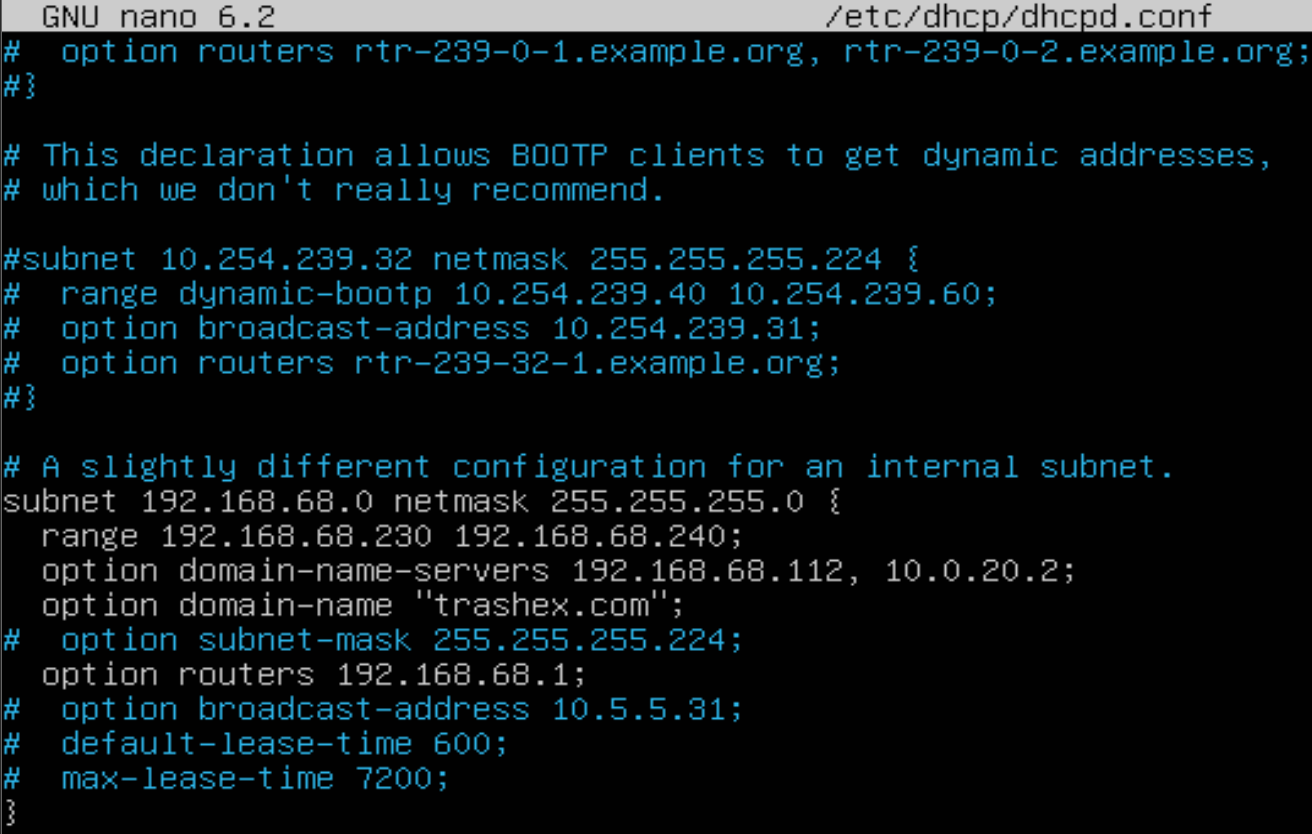 GNU nano 6.2 /etc/dhcp/dhcpd.conf
#  option routers rtr-239-0-1.example.org, rtr-239-0-2.example.org;
#}

# This declaration allows BOOTP clients to get dynamic addresses,
# which we don't really recommend.

#subnet 10.254.239.32 netmask 255.255.255.224 {
#  range dynamic-bootp 10.254.239.40 10.254.239.60;
#  option broadcast-address 10.254.239.31;
#  option routers rtr-239-32-1.example.org;
#}

# A slightly different configuration for an internal subnet.
subnet 192.168.68.0 netmask 255.255.255.0 {
  range 192.168.68.230 192.168.68.240;
  option domain-name-servers 192.168.68.112, 10.0.20.2;
  option domain-name "trashex.com";
#  option subnet-mask 255.255.255.224;
  option routers 192.168.68.1;
#  option broadcast-address 10.5.5.31;
#  default-lease-time 600;
#  max-lease-time 7200;
}